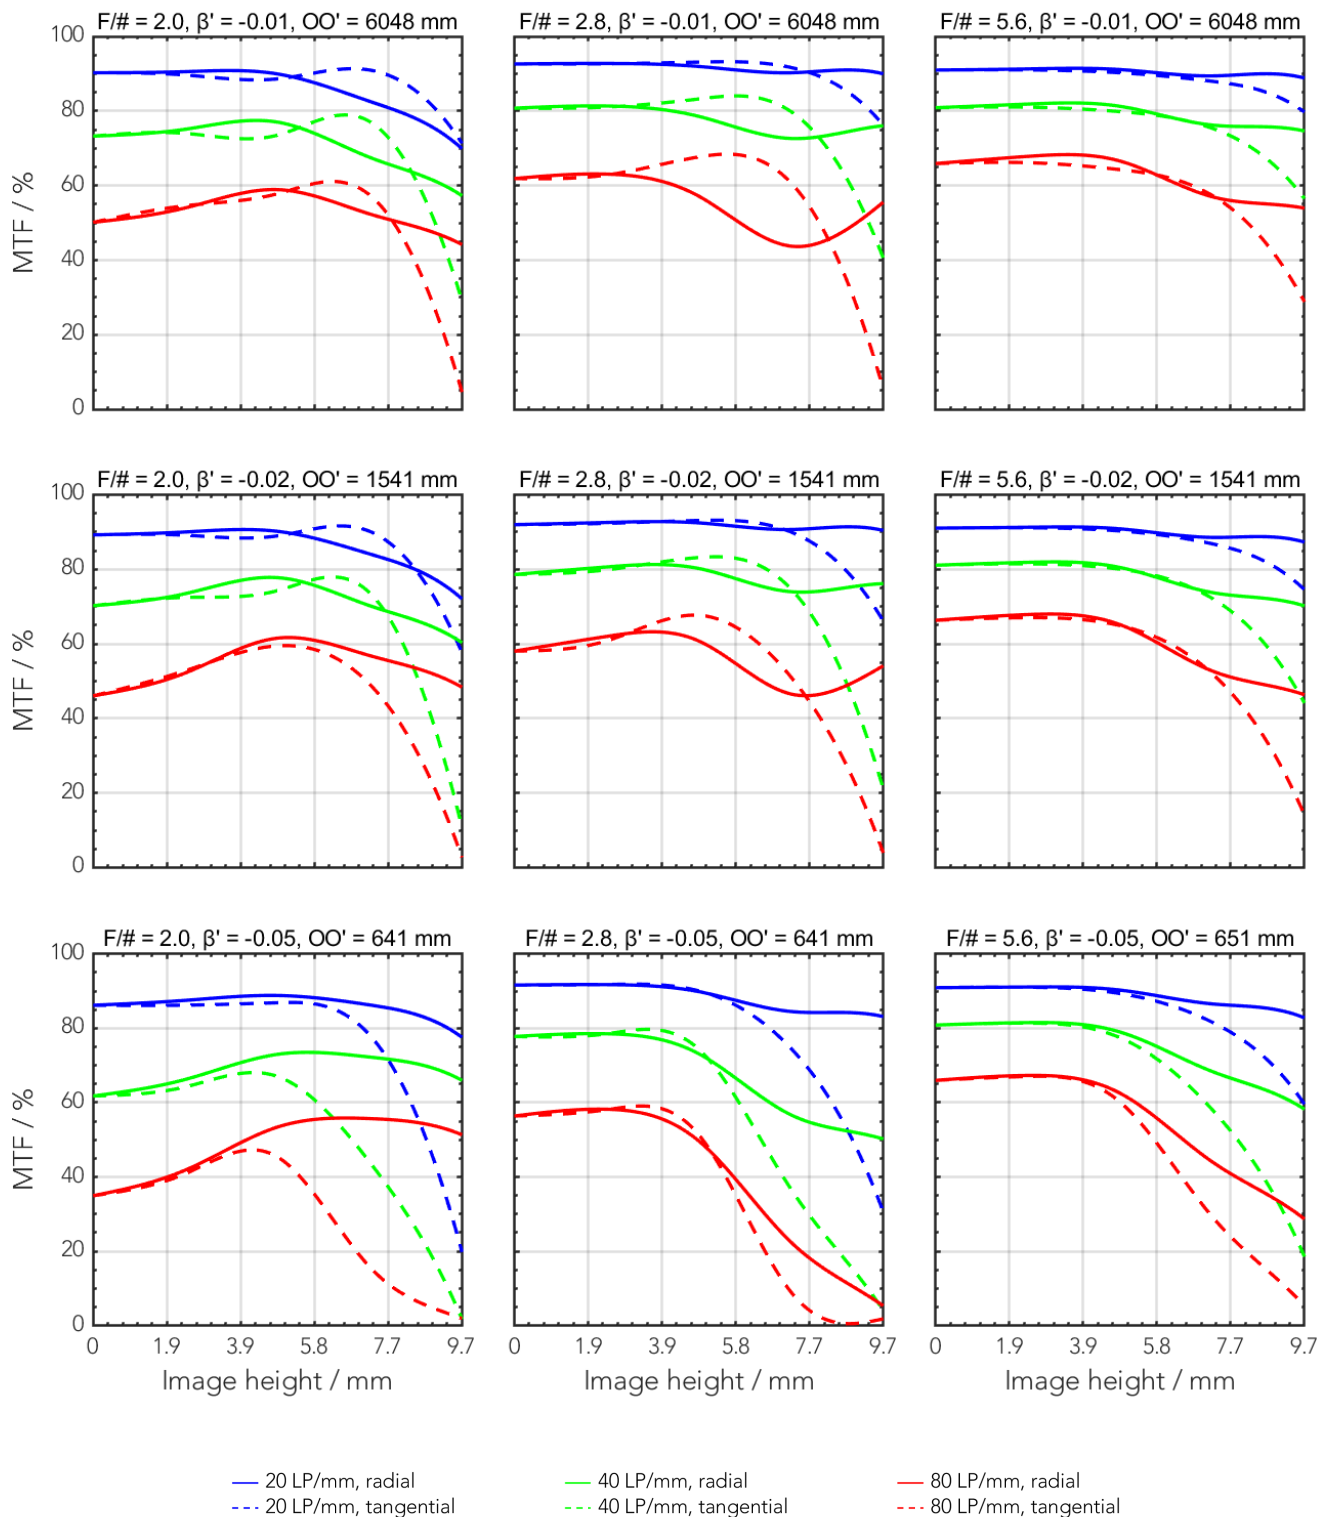 F/# = 2.0, β' = -0.01, OO' = 6048 mm
F/# = 2.8, β' = -0.01, OO' = 6048 mm
F/# = 5.6, β' = -0.01, OO' = 6048 mm
100
80
60
40
20
0
MTF / %
F/# = 2.0, β' = -0.02, OO' = 1541 mm
F/# = 2.8, β' = -0.02, OO' = 1541 mm
F/# = 5.6, β' = -0.02, OO' = 1541 mm
100
80
60
40
20
0
MTF / %
F/# = 2.0, β' = -0.05, OO' = 641 mm
F/# = 2.8, β' = -0.05, OO' = 641 mm
F/# = 5.6, β' = -0.05, OO' = 651 mm
100
80
60
40
20
0
MTF / %
0 1.9 3.9 5.8 7.7 9.7
0 1.9 3.9 5.8 7.7 9.7
0 1.9 3.9 5.8 7.7 9.7
Image height / mm
Image height / mm
Image height / mm
20 LP/mm, radial
40 LP/mm, radial
80 LP/mm, radial
20 LP/mm, tangential
40 LP/mm, tangential
80 LP/mm, tangential